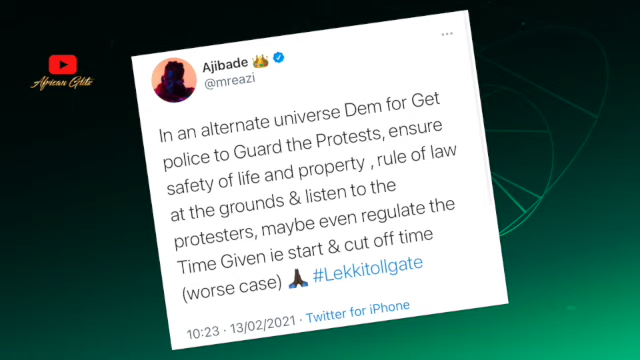 African Glitz
Ajibade
@mreazi
In an alternate universe Dem for Get
police to Guard the Protests, ensure
safety of life and property , rule of law
at the grounds & listen to the
protesters, maybe even regulate the
Time Given ie start & cut off time
(worse case) 🙏🏿 #Lekkitollgate
10:23 · 13/02/2021 · Twitter for iPhone